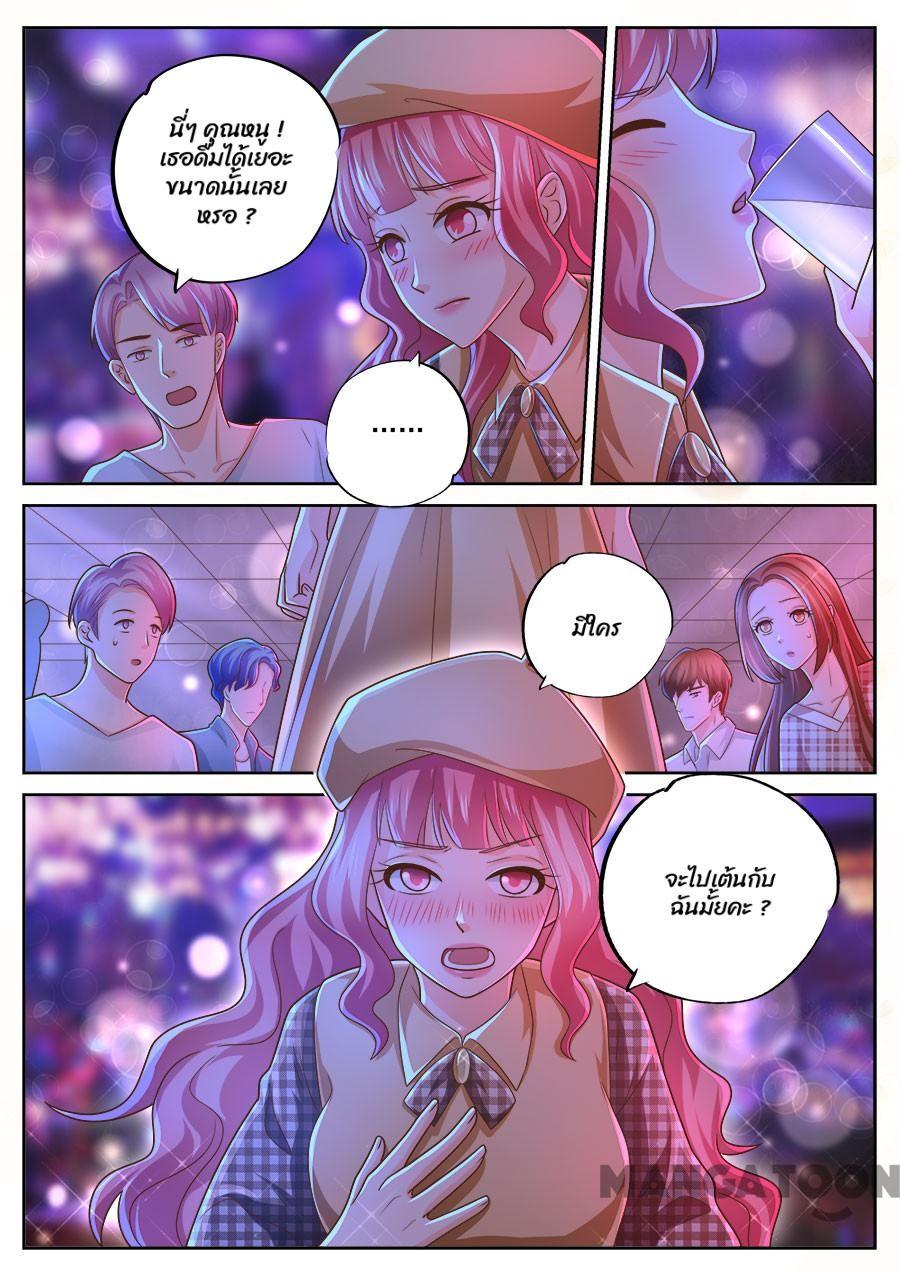 นี่ๆ คุณหนู !
เธอดื่มได้เยอะ
ขนาดนั้นเลย
หรอ ?
......
มีใคร
จะไปเต้นกับ
ฉันมั้ยคะ ?
MANGATOON